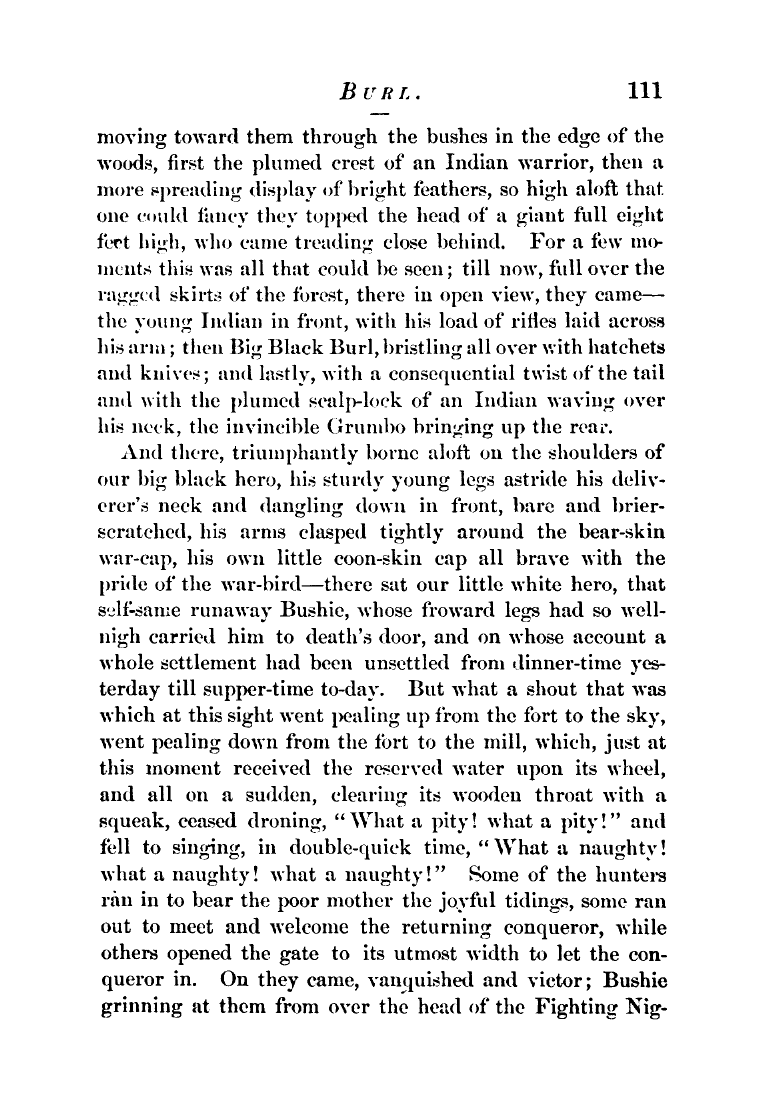 BURL. 111
moving toward them through the bushes in the edge of the
woods, first the plumed crest of an Indian warrior, then a
more spreading display of bright feathers, so high aloft that
one could fancy they topped the head of a giant full eight
feet high, who came treading close behind. For a few mo-
ments this was all that could be seen; till now, full over the
ragged skirts of the forest, there in open view, they came—
the young Indian in front, with his load of rifles laid across
his arm; then Big Black Burl, bristling all over with hatchets
and knives; and lastly, with a consequential twist of the tail
and with the plumed scalp-lock of an Indian waving over
his neck, the invincible Grumbo bringing up the rear.
And there, triumphantly borne aloft on the shoulders of
our big black hero, his sturdy young legs astride his deliv-
erer's neck and dangling down in front, bare and brier-
scratched, his arms clasped tightly around the bear-skin
war-cap, his own little coon-skin cap all brave with the
pride of the war-bird—there sat our little white hero, that
self-same runaway Bushie, whose froward legs had so well-
nigh carried him to death's door, and on whose account a
whole settlement had been unsettled from dinner-time yes-
terday till supper-time to-day. But what a shout that was
which at this sight went pealing up from the fort to the sky,
went pealing down from the fort to the mill, which, just at
this moment received the reserved water upon its wheel,
and all on a sudden, clearing its wooden throat with a
squeak, ceased droning, "What a pity! what a pity!" and
fell to singing, in double-quick time, "What a naughty!
what a naughty! what a naughty!" Some of the hunters
ran in to bear the poor mother the joyful tidings, some ran
out to meet and welcome the returning conqueror, while
others opened the gate to its utmost width to let the con-
queror in. On they came, vanquished and victor; Bushie
grinning at them from over the head of the Fighting Nig-